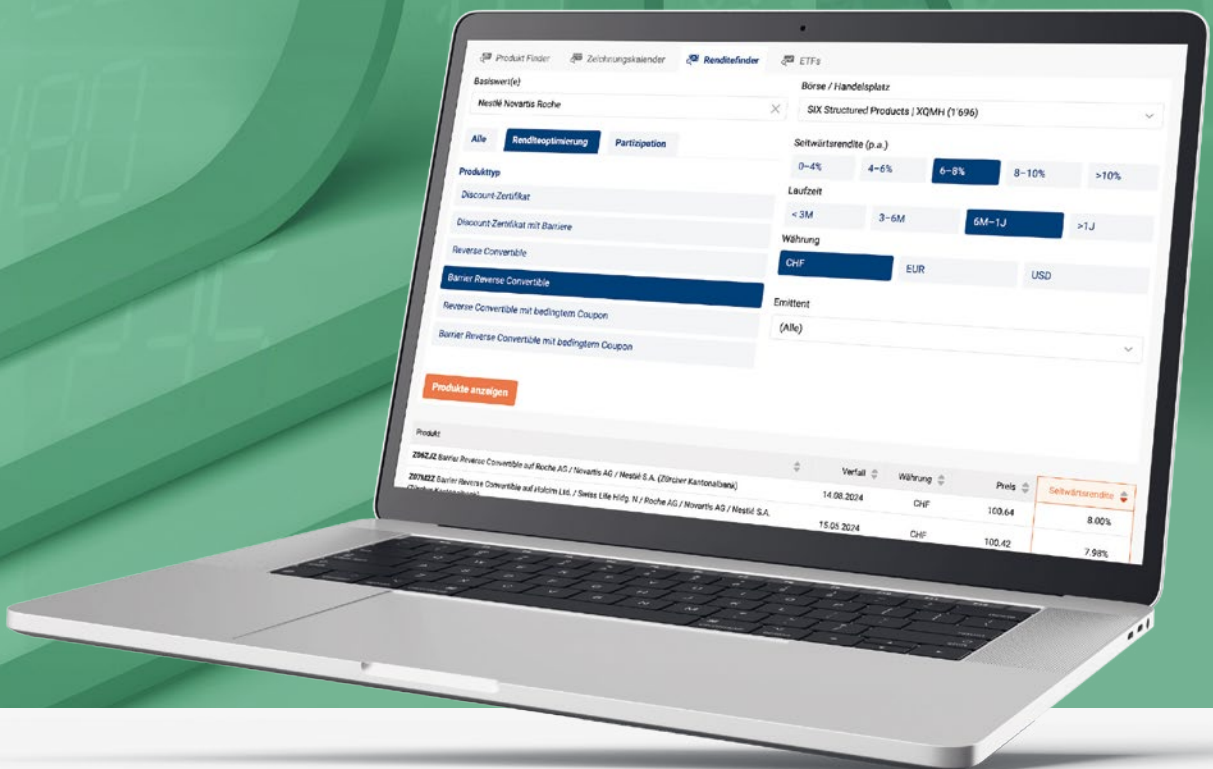 Produkt Finder
Zeichnungskalender
Renditefinder
ETFs
Basiswert(e)
Nestlé Novartis Roche
Börse / Handelsplatz
SIX Structured Products | XQMH (1'696)
Alle
Renditeoptimierung
Partizipation
Produkttyp
Discount-Zertifikat
Discount-Zertifikat mit Barriere
Reverse Convertible
Barrier Reverse Convertible
Reverse Convertible mit bedingtem Coupon
Barrier Reverse Convertible mit bedingtem Coupon
Seitwärtsrendite (p.a.)
0–4%
4–6%
6–8%
8–10%
>10%
Laufzeit
< 3M
3–6M
6M–1J
>1J
Währung
CHF
EUR
USD
Emittent
(Alle)
Produkte anzeigen
Produkt
Verfall
Währung
Preis
Seitwärtsrendite
Barrier Reverse Convertible auf Roche AG / Novartis AG / Nestlé S.A. (Zürcher Kantonalbank)
14.08.2024
CHF
100.64
8.00%
Barrier Reverse Convertible auf Holcim Ltd. / Swiss Life Hldg. N / Roche AG / Novartis AG / Nestlé S.A.
15.05.2024
CHF
100.42
7.98%